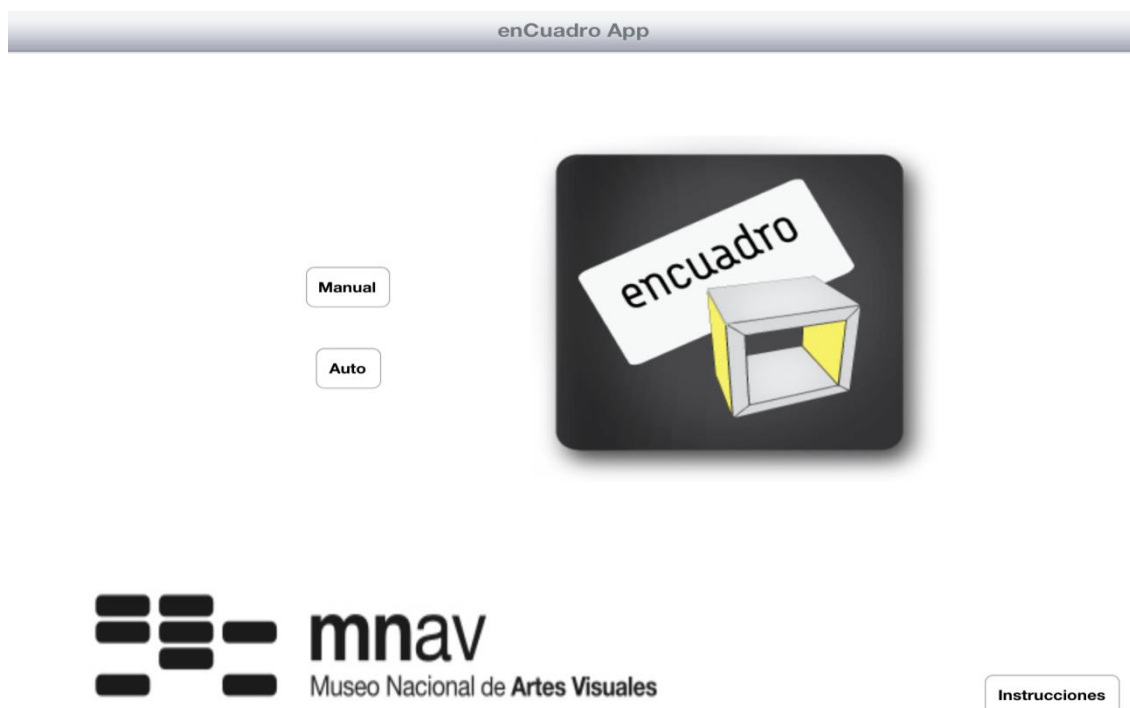 enCuadro App
encuadro
Manual
Auto
mnav
Museo Nacional de Artes Visuales
Instrucciones